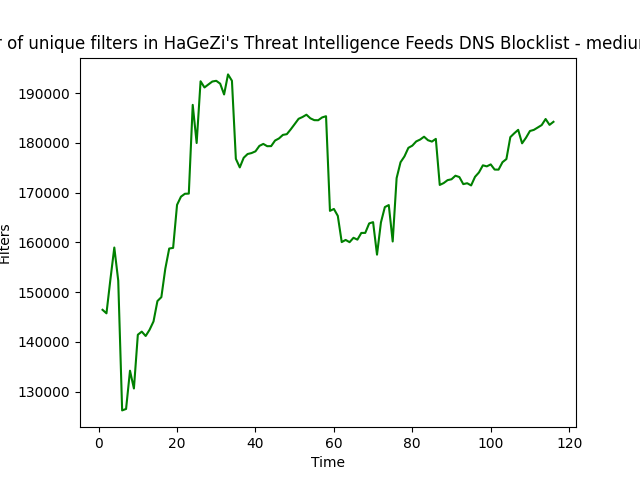 r of unique filters in HaGeZi's Threat Intelligence Feeds DNS Blocklist - mediu
190000
180000
170000
160000
150000
140000
130000
Filters
0 20 40 60 80 100 120
Time